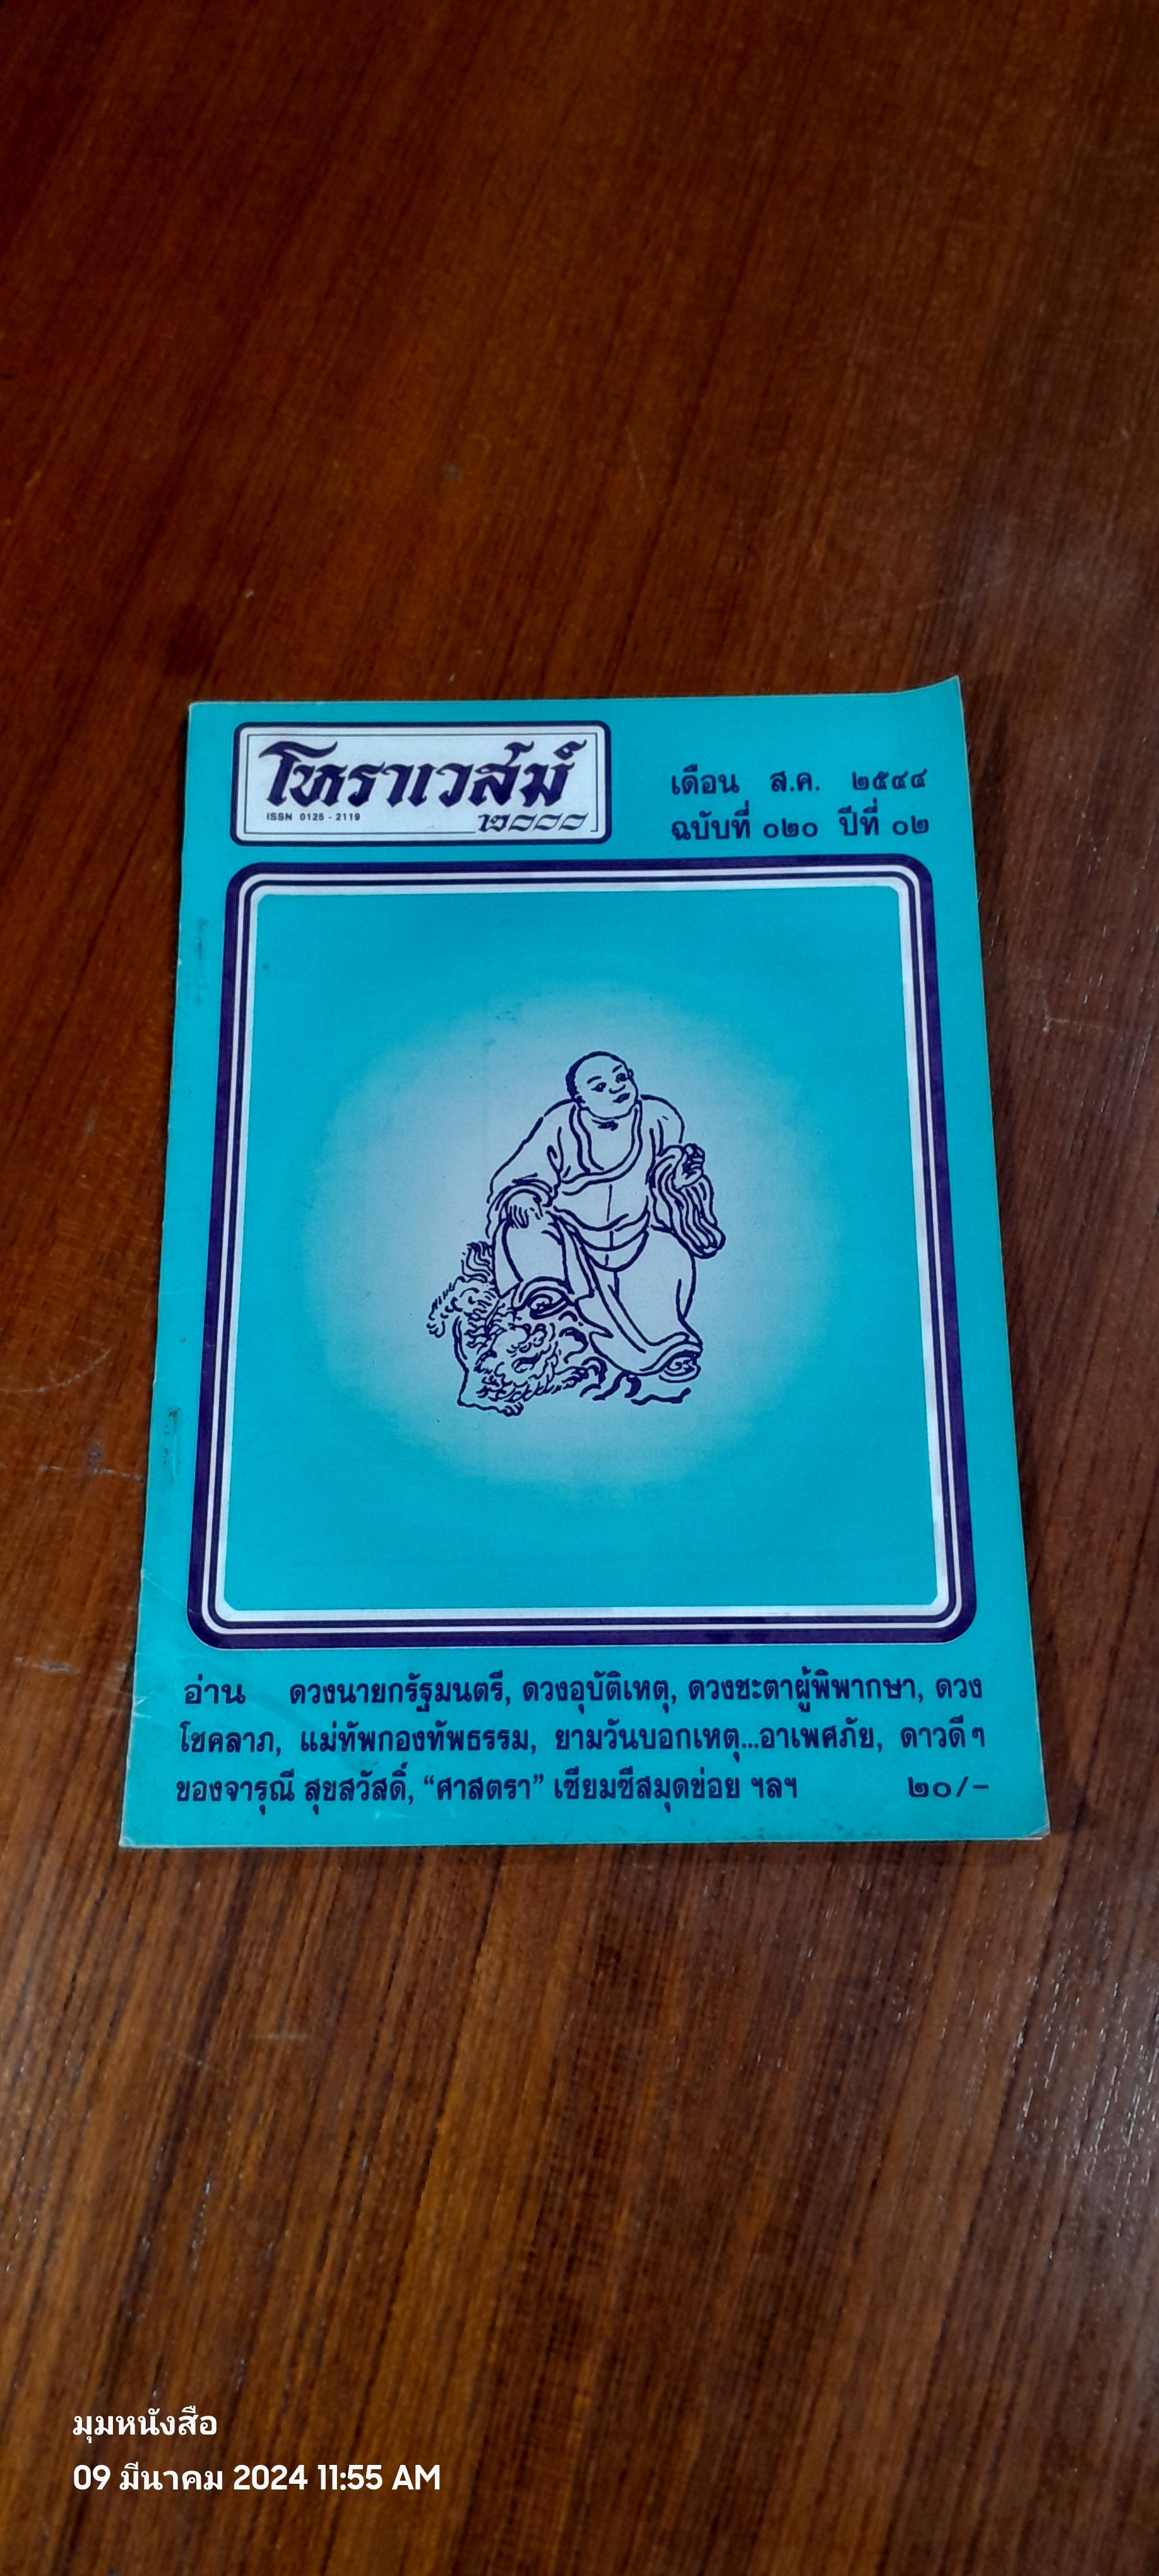 โหราเวสม์
ISSN 0125 - 2119
๒๐๐๐
เดือน ส.ค. ๒๕๔๔
ฉบับที่ ๐๒๐ ปีที่ ๐๒
อ่าน ดวงนายกรัฐมนตรี, ดวงอุบัติเหตุ, ดวงชะตาผู้พิพากษา, ดวง
โชคลาภ, แม่ทัพกองทัพธรรม, ยามวันบอกเหตุ...อาเพศภัย, ดาวดีๆ
ของจารุณี สุขสวัสดิ์, “ศาสตรา” เซียมซีสมุดข่อย ฯลฯ ๒๐/-
มุมหนังสือ
09 มีนาคม 2024 11:55 AM